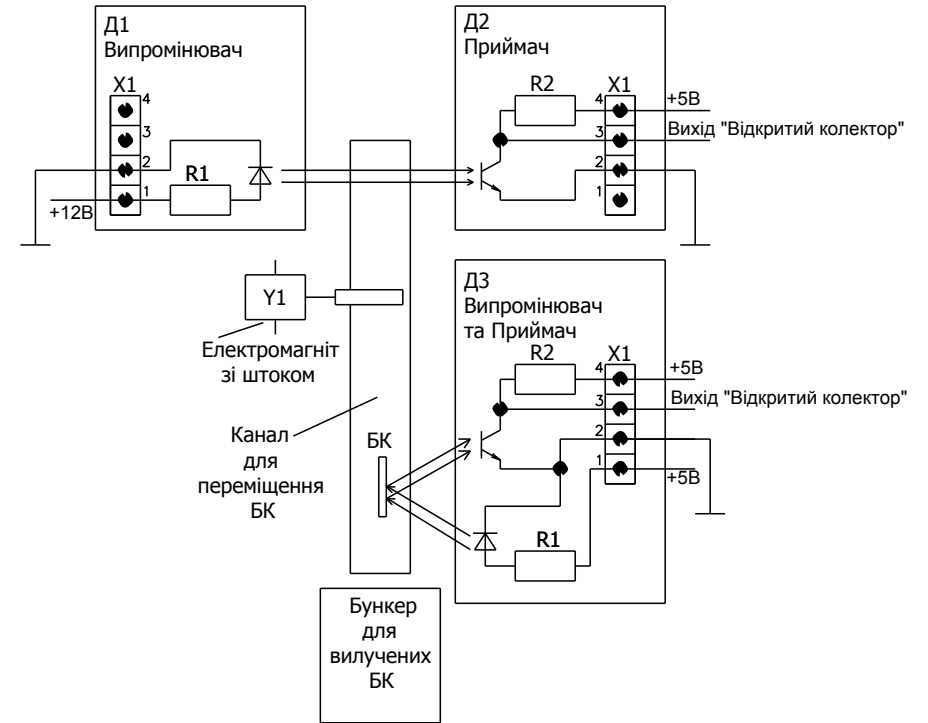 Д1
Випромінювач
X1
4
3
2
1
R1
+12В
Д2
Приймач
R2
X1
4
3
2
1
+5В
Вихід "Відкритий колектор"
Y1
Електромагніт
зі штоком
Канал
для
переміщення
БК
БК
Д3
Випромінювач
та Приймач
R2
X1
4
3
2
1
+5В
Вихід "Відкритий колектор"
+5В
R1
Бункер
для
вилучених
БК